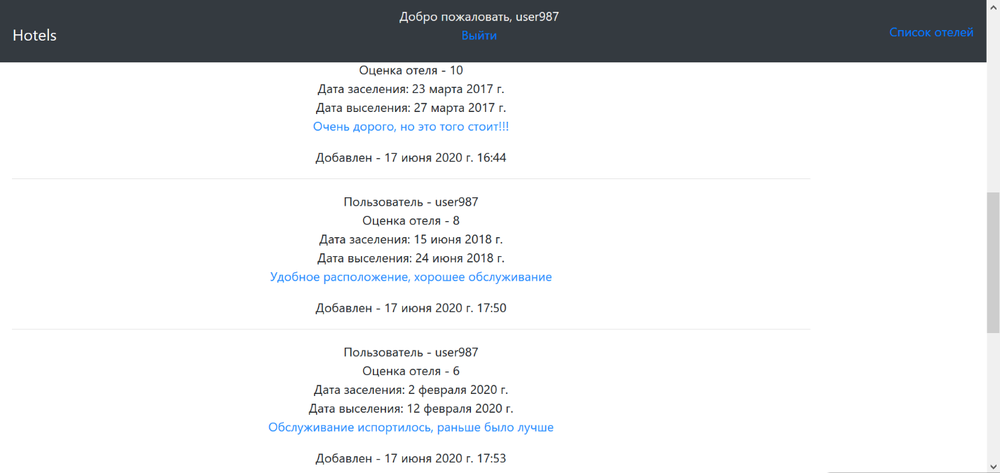 Добро пожаловать, user987
Hotels
Выйти
Список отелей
Оценка отеля - 10
Дата заселения: 23 марта 2017 г.
Дата выселения: 27 марта 2017 г.
Очень дорого, но это того стоит!!!
Добавлен - 17 июня 2020 г. 16:44
Пользователь - user987
Оценка отеля - 8
Дата заселения: 15 июня 2018 г.
Дата выселения: 24 июня 2018 г.
Удобное расположение, хорошее обслуживание
Добавлен - 17 июня 2020 г. 17:50
Пользователь - user987
Оценка отеля - 6
Дата заселения: 2 февраля 2020 г.
Дата выселения: 12 февраля 2020 г.
Обслуживание испортилось, раньше было лучше
Добавлен - 17 июня 2020 г. 17:53